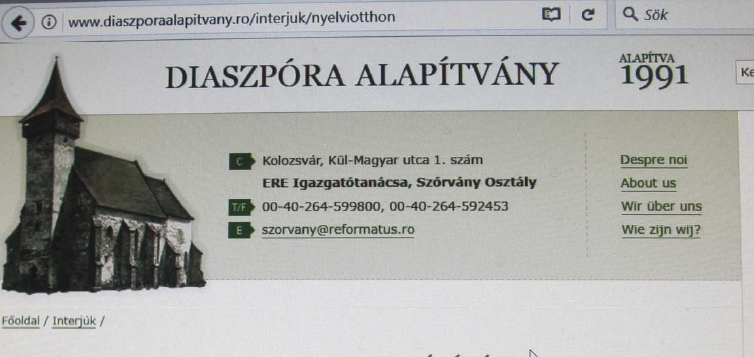 www.diaszporaalapitvany.ro/interjuk/nyelviotthon
Sök
DIASZPÓRA ALAPÍTVÁNY
ALAPÍTVA
1991
Ke
C Kolozsvár, Kül-Magyar utca 1. szám
ERE Igazgatótanácsa, Szórvány Osztály
T/F 00-40-264-599800, 00-40-264-592453
E szorvany@reformatus.ro
Despre noi
About us
Wir über uns
Wie zijn wij?
Főoldal / Interjúk /